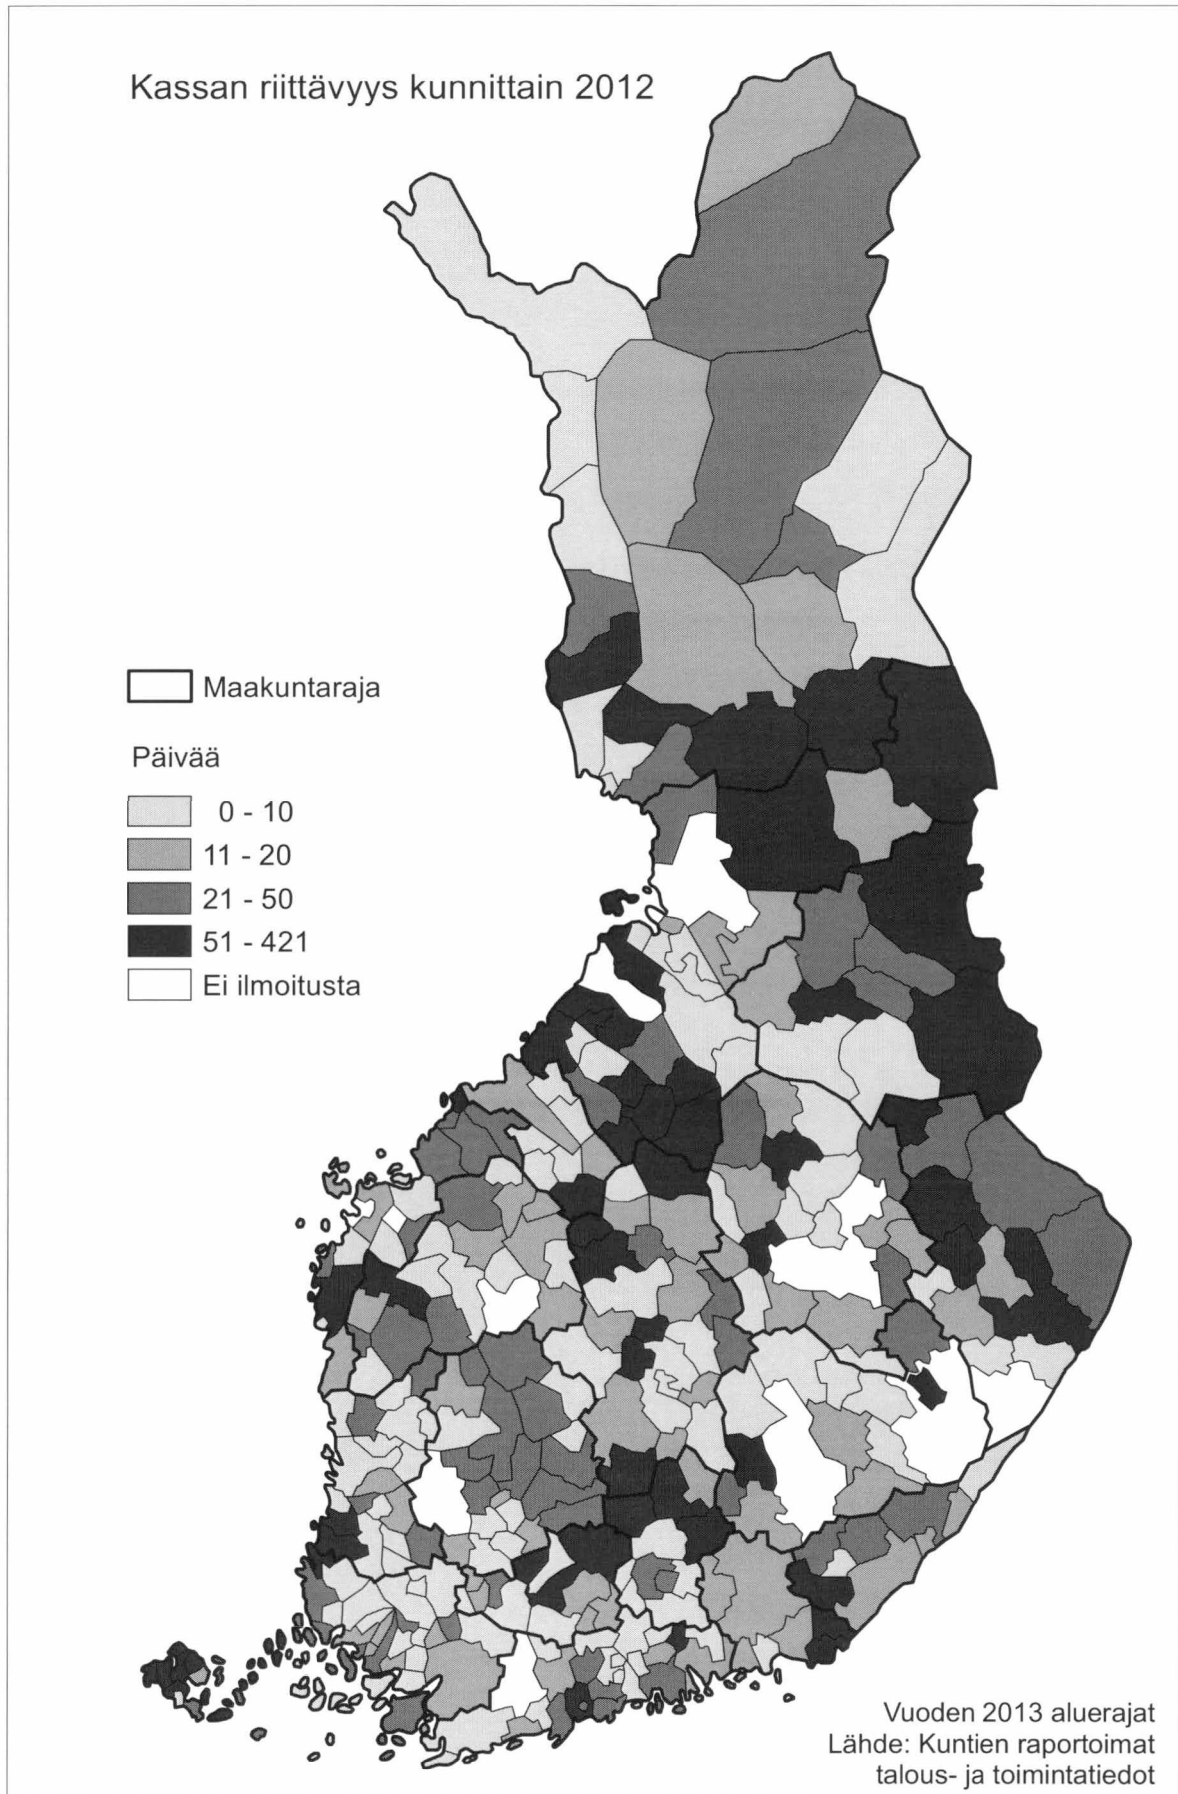 Kassan riittävyys kunnittain 2012
Maakuntaraja
Päivää
0 - 10
11 - 20
21 - 50
51 - 421
Ei ilmoitusta
Vuoden 2013 aluerajat
Lähde: Kuntien raportoimat
talous- ja toimintatiedot